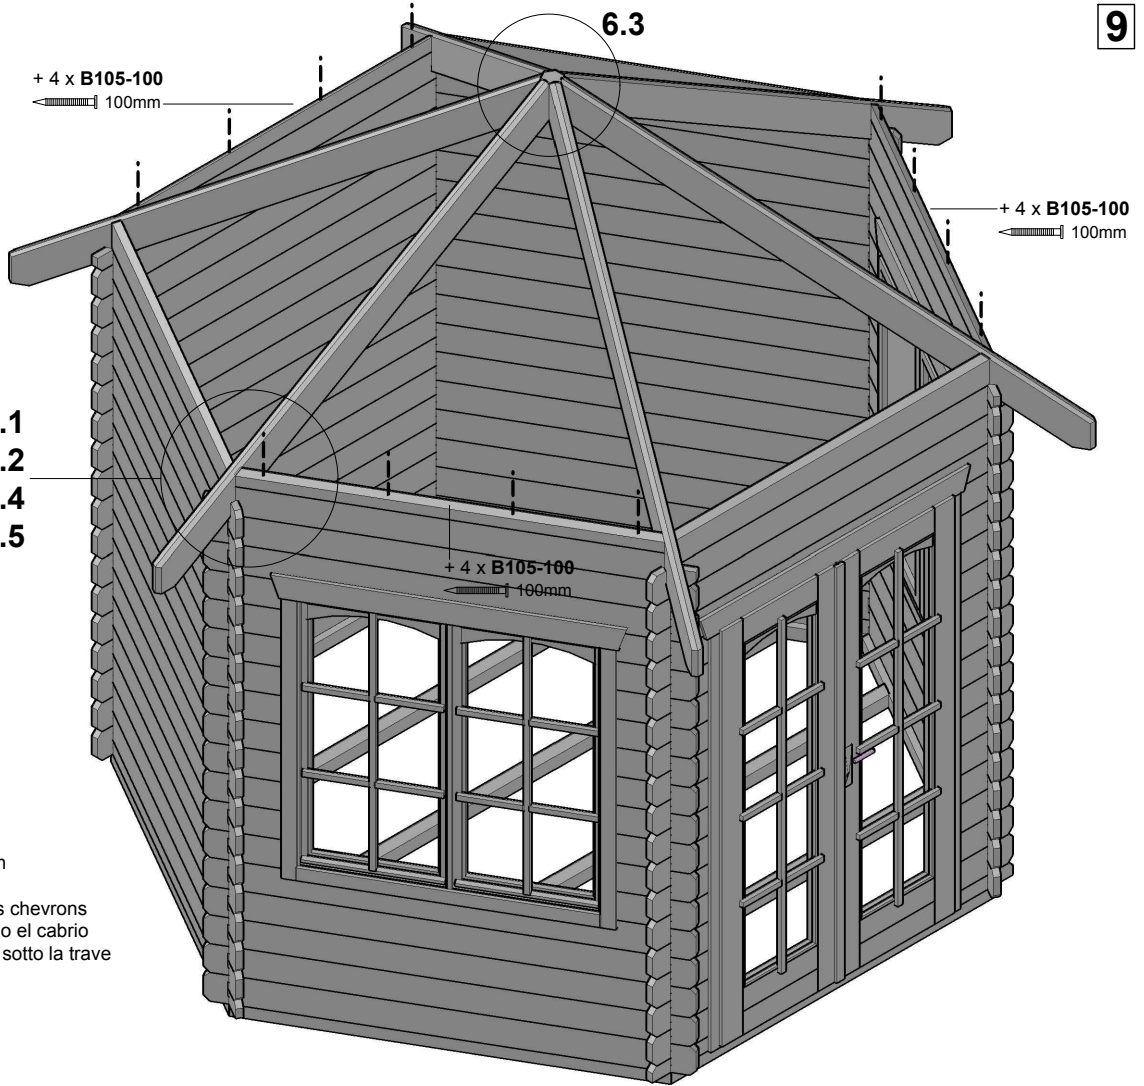 6.3
9
+ 4 x B105-100
100mm
+ 4 x B105-100
100mm
.1
.2
.4
.5
+ 4 x B105-100
100mm
s chevrons
o el cabrio
sotto la trave